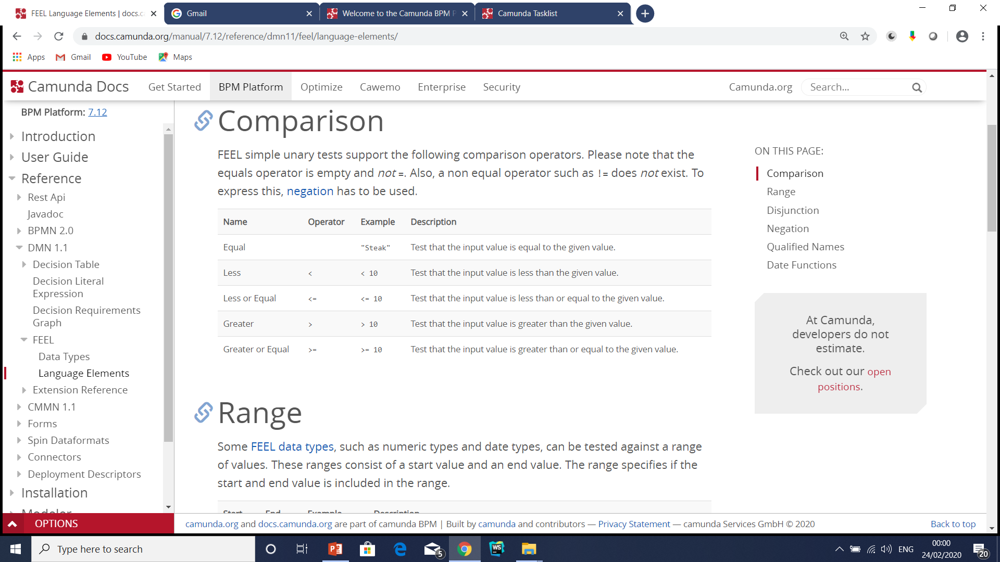 FEEL Language Elements | docs.c
Gmail
Welcome to the Camunda BPM P
Camunda Tasklist
docs.camunda.org/manual/7.12/reference/dmn11/feel/language-elements/
Apps
Gmail
YouTube
Maps
Camunda Docs
Get Started
BPM Platform
Optimize
Cawemo
Enterprise
Security
Camunda.org
Search...
BPM Platform: 7.12
Introduction
User Guide
Reference
Rest Api
Javadoc
BPMN 2.0
DMN 1.1
Decision Table
Decision Literal
Expression
Decision Requirements
Graph
FEEL
Data Types
Language Elements
Extension Reference
CMMN 1.1
Forms
Spin Dataformats
Connectors
Deployment Descriptors
Installation
Modeler
OPTIONS
Comparison
FEEL simple unary tests support the following comparison operators. Please note that the
equals operator is empty and not =. Also, a non equal operator such as != does not exist. To
express this, negation has to be used.
Name Operator Example Description
Equal "Steak" Test that the input value is equal to the given value.
Less < < 10 Test that the input value is less than the given value.
Less or Equal <= <= 10 Test that the input value is less than or equal to the given value.
Greater > > 10 Test that the input value is greater than the given value.
Greater or Equal >= >= 10 Test that the input value is greater than or equal to the given value.
Range
Some FEEL data types, such as numeric types and date types, can be tested against a range
of values. These ranges consist of a start value and an end value. The range specifies if the
start and end value is included in the range.
Start End Example Description
ON THIS PAGE:
Comparison
Range
Disjunction
Negation
Qualified Names
Date Functions
At Camunda,
developers do not
estimate.
Check out our open
positions.
camunda.org and docs.camunda.org are part of camunda BPM | Built by camunda and contributors — Privacy Statement — camunda Services GmbH © 2020
Back to top
Type here to search
5
WS
ENG
00:00
24/02/2020
20